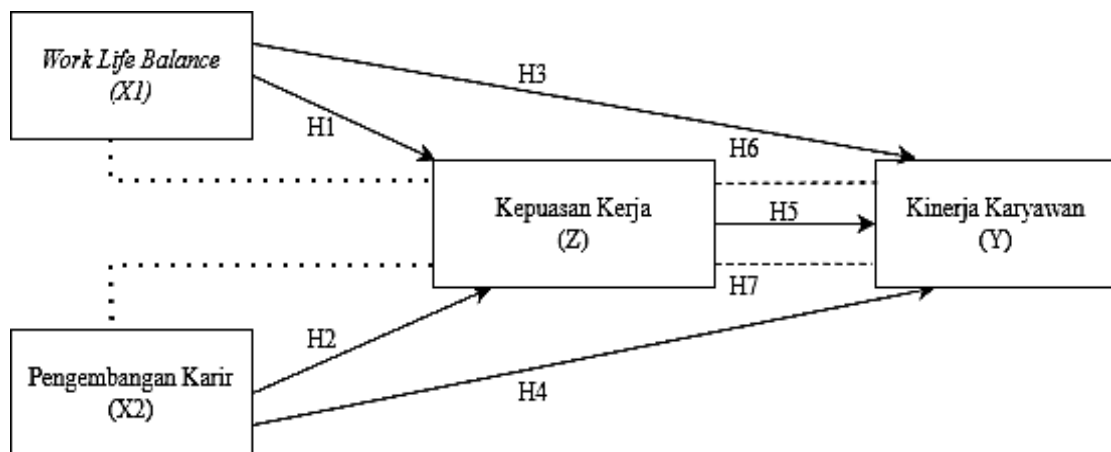 Work Life Balance
(X1)
H3
H1
H6
Kepuasan Kerja
(Z)
H5
Kinerja Karyawan
(Y)
H7
H2
Pengembangan Karir
(X2)
H4